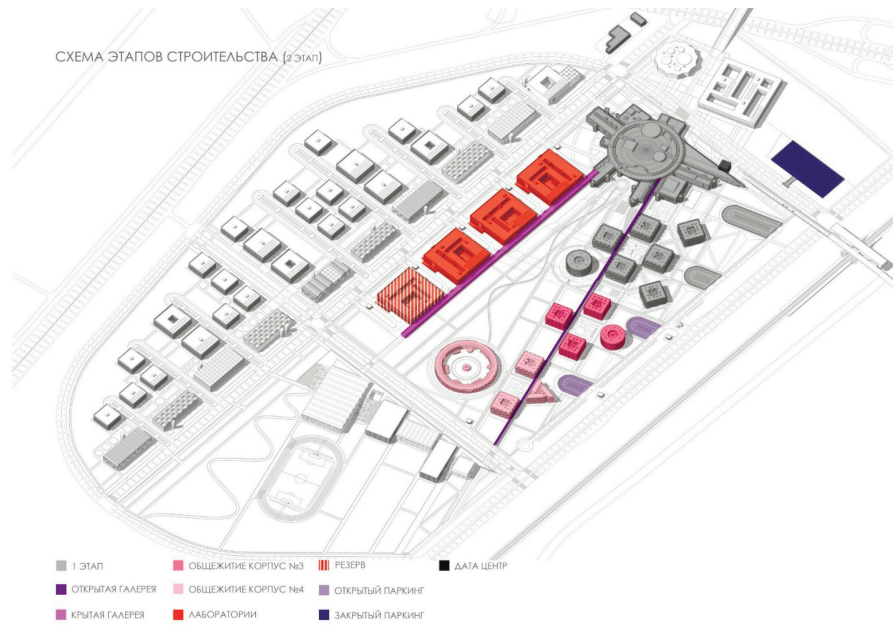 СХЕМА ЭТАПОВ СТРОИТЕЛЬСТВА (2 ЭТАП)
1 ЭТАП
ОБЩЕЖИТИЕ КОРПУС №3
РЕЗЕРВ
ДАТА ЦЕНТР
ОТКРЫТАЯ ГАЛЕРЕЯ
ОБЩЕЖИТИЕ КОРПУС №4
ОТКРЫТЫЙ ПАРКИНГ
КРЫТАЯ ГАЛЕРЕЯ
ЛАБОРАТОРИИ
ЗАКРЫТЫЙ ПАРКИНГ